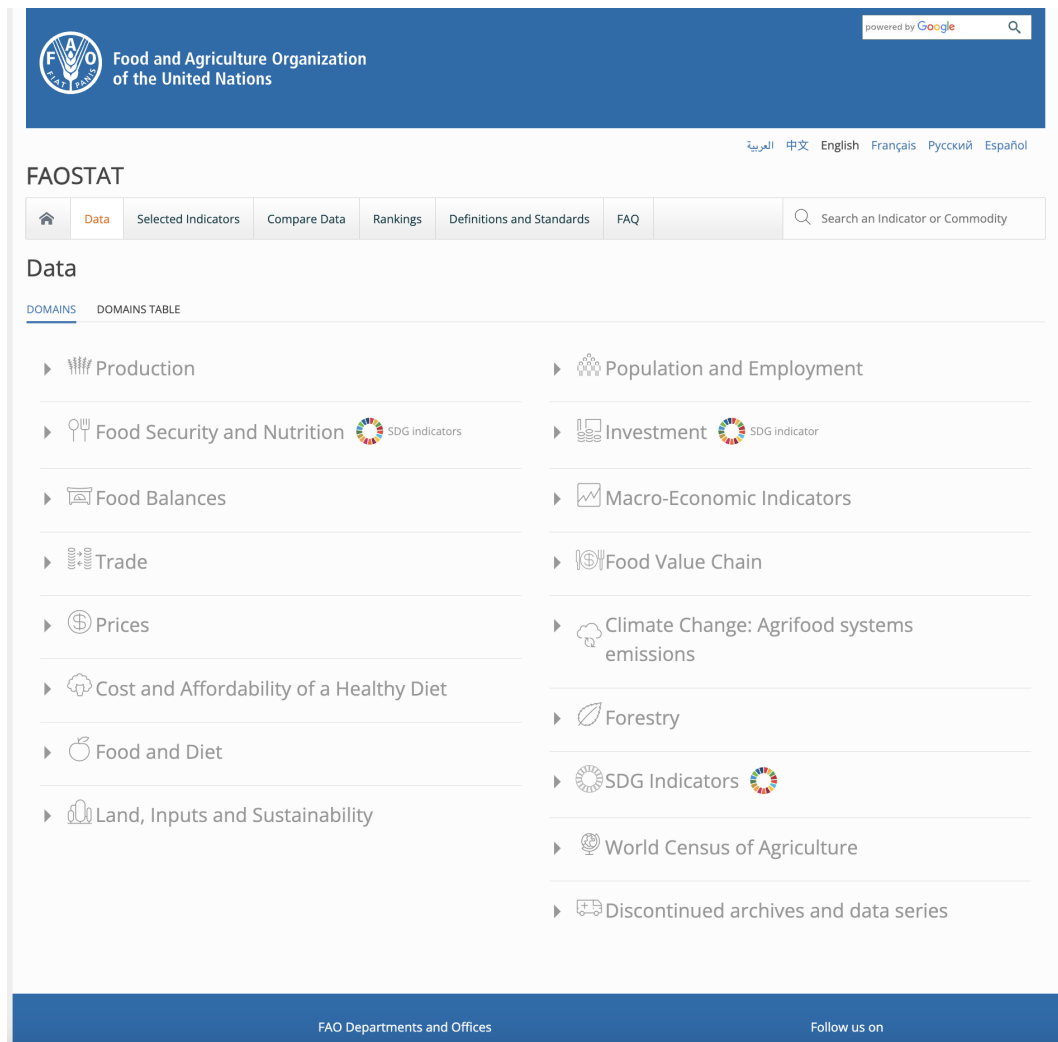 powered by Google
FAO
FIAT PANIS
Food and Agriculture Organization
of the United Nations
العربية 中文 English Français Русский Español
FAOSTAT
Data Selected Indicators Compare Data Rankings Definitions and Standards FAQ Search an Indicator or Commodity
Data
DOMAINS DOMAINS TABLE
Production
Food Security and Nutrition SDG indicators
Food Balances
Trade
Prices
Cost and Affordability of a Healthy Diet
Food and Diet
Land, Inputs and Sustainability
Population and Employment
Investment SDG indicator
Macro-Economic Indicators
Food Value Chain
Climate Change: Agrifood systems
emissions
Forestry
SDG Indicators
World Census of Agriculture
Discontinued archives and data series
FAO Departments and Offices Follow us on